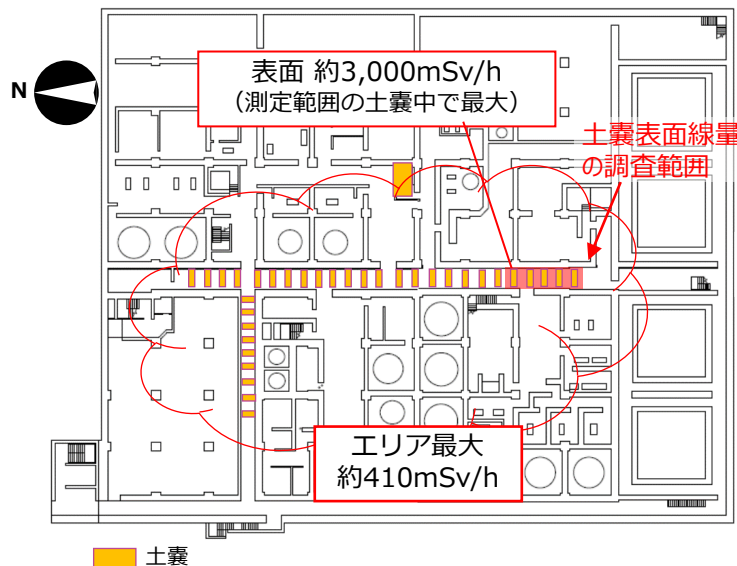 表面 約3,000mSv/h
（測定範囲の土嚢中で最大）
N
土嚢表面線量
の調査範囲
エリア最大
約410mSv/h
土嚢